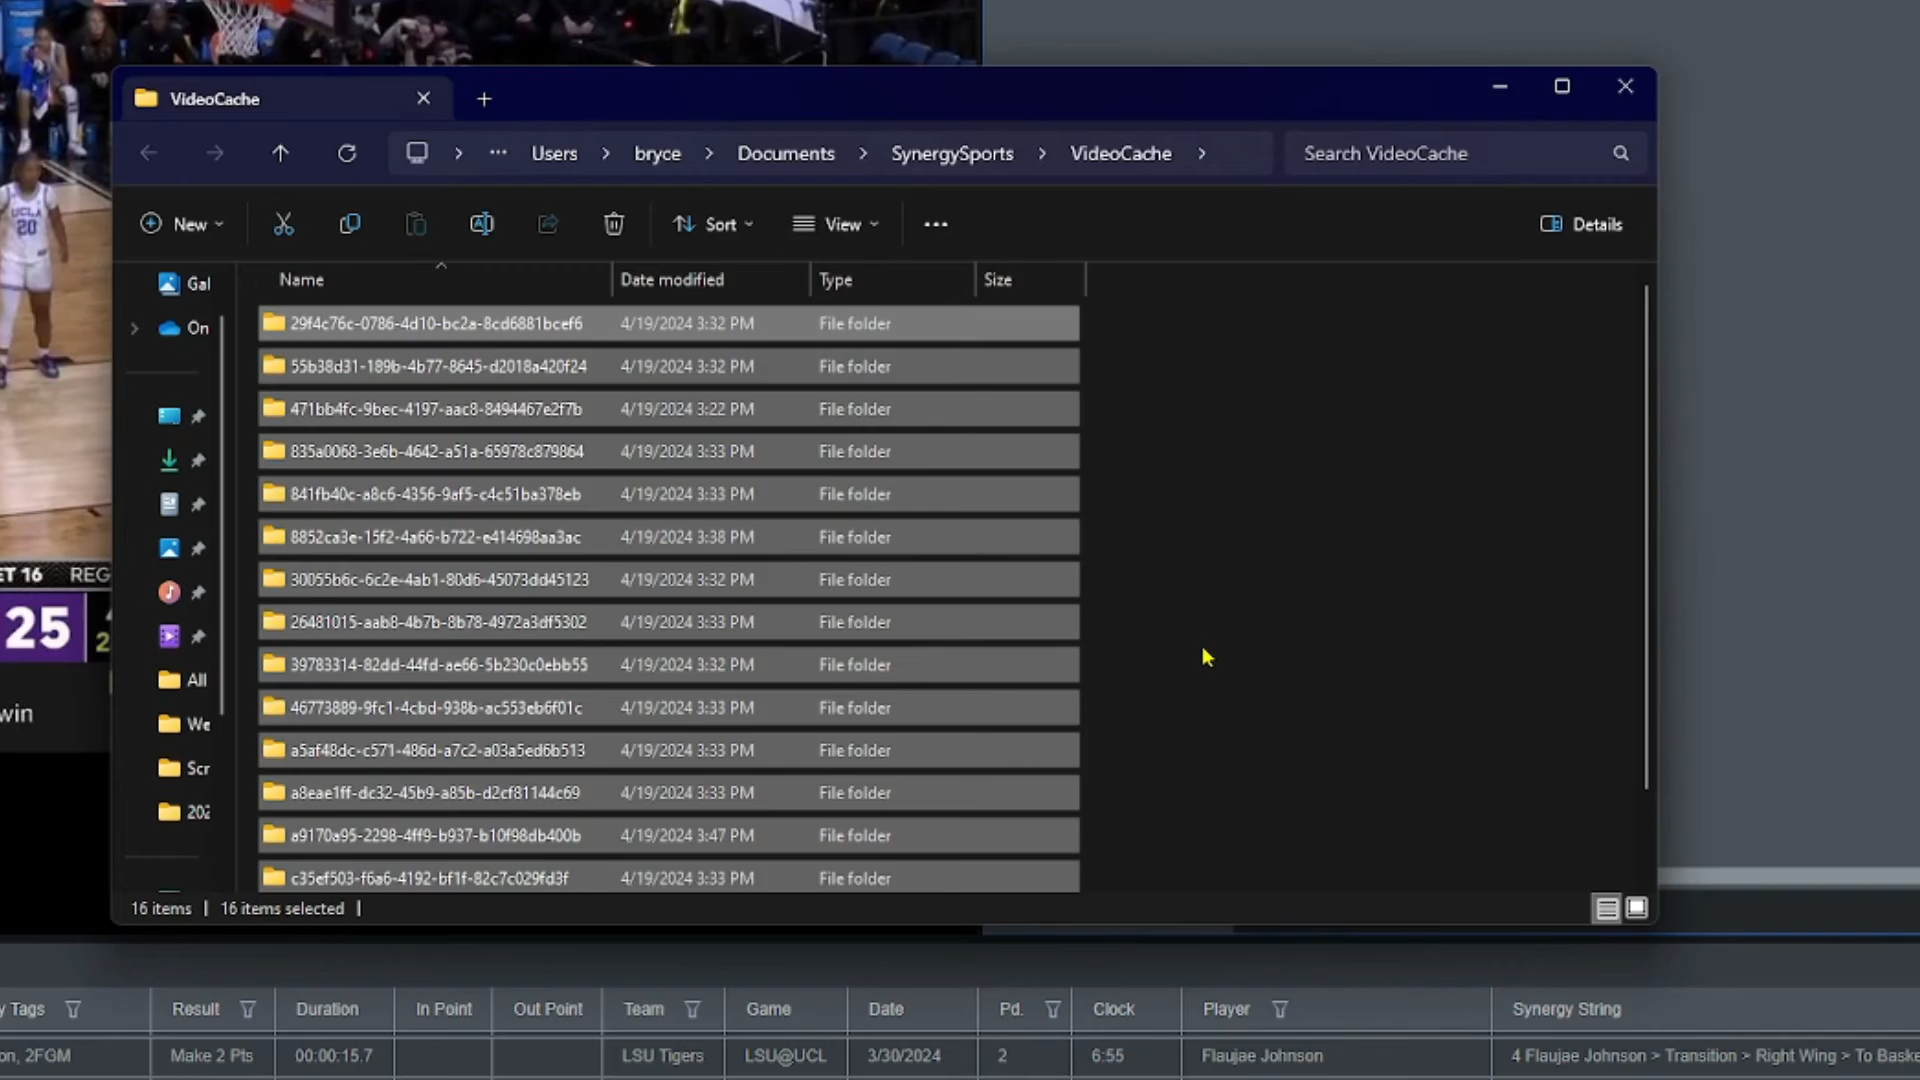 VideoCache
Users
bryce
Documents
SynergySports
VideoCache
Search VideoCache
New
Sort
View
Details
Name
Date modified
Type
Size
Gal
On
All
We
Scr
202
29f4c76c-0786-4d10-bc2a-8cd6881bcef6 4/19/2024 3:32 PM File folder
55b38d31-189b-4b77-8645-d2018a420f24 4/19/2024 3:32 PM File folder
471bb4fc-9bec-4197-aac8-8494467e2f7b 4/19/2024 3:22 PM File folder
835a0068-3e6b-4642-a51a-65978c879864 4/19/2024 3:33 PM File folder
841fb40c-a8c6-4356-9af5-c4c51ba378eb 4/19/2024 3:33 PM File folder
8852ca3e-15f2-4a66-b722-e414698aa3ac 4/19/2024 3:38 PM File folder
30055b6c-6c2e-4ab1-80d6-45073dd45123 4/19/2024 3:32 PM File folder
26481015-aab8-4b7b-8b78-4972a3df5302 4/19/2024 3:33 PM File folder
39783314-82dd-44fd-ae66-5b230c0ebb55 4/19/2024 3:32 PM File folder
46773889-9fc1-4cbd-938b-ac553eb6f01c 4/19/2024 3:33 PM File folder
a5af48dc-c571-486d-a7c2-a03a5ed6b513 4/19/2024 3:33 PM File folder
a8eae1ff-dc32-45b9-a85b-d2cf81144c69 4/19/2024 3:33 PM File folder
a9170a95-2298-4ff9-b937-b10f98db400b 4/19/2024 3:47 PM File folder
c35ef503-f6a6-4192-bf1f-82c7c029fd3f 4/19/2024 3:33 PM File folder
16 items | 16 items selected |
UCLA
20
ET 16 REG
25
2
win
y Tags Result Duration In Point Out Point Team Game Date Pd. Clock Player Synergy String
on, 2FGM Make 2 Pts 00:00:15.7 LSU Tigers LSU@UCL 3/30/2024 2 6:55 Flaujae Johnson 4 Flaujae Johnson > Transition > Right Wing > To Baske